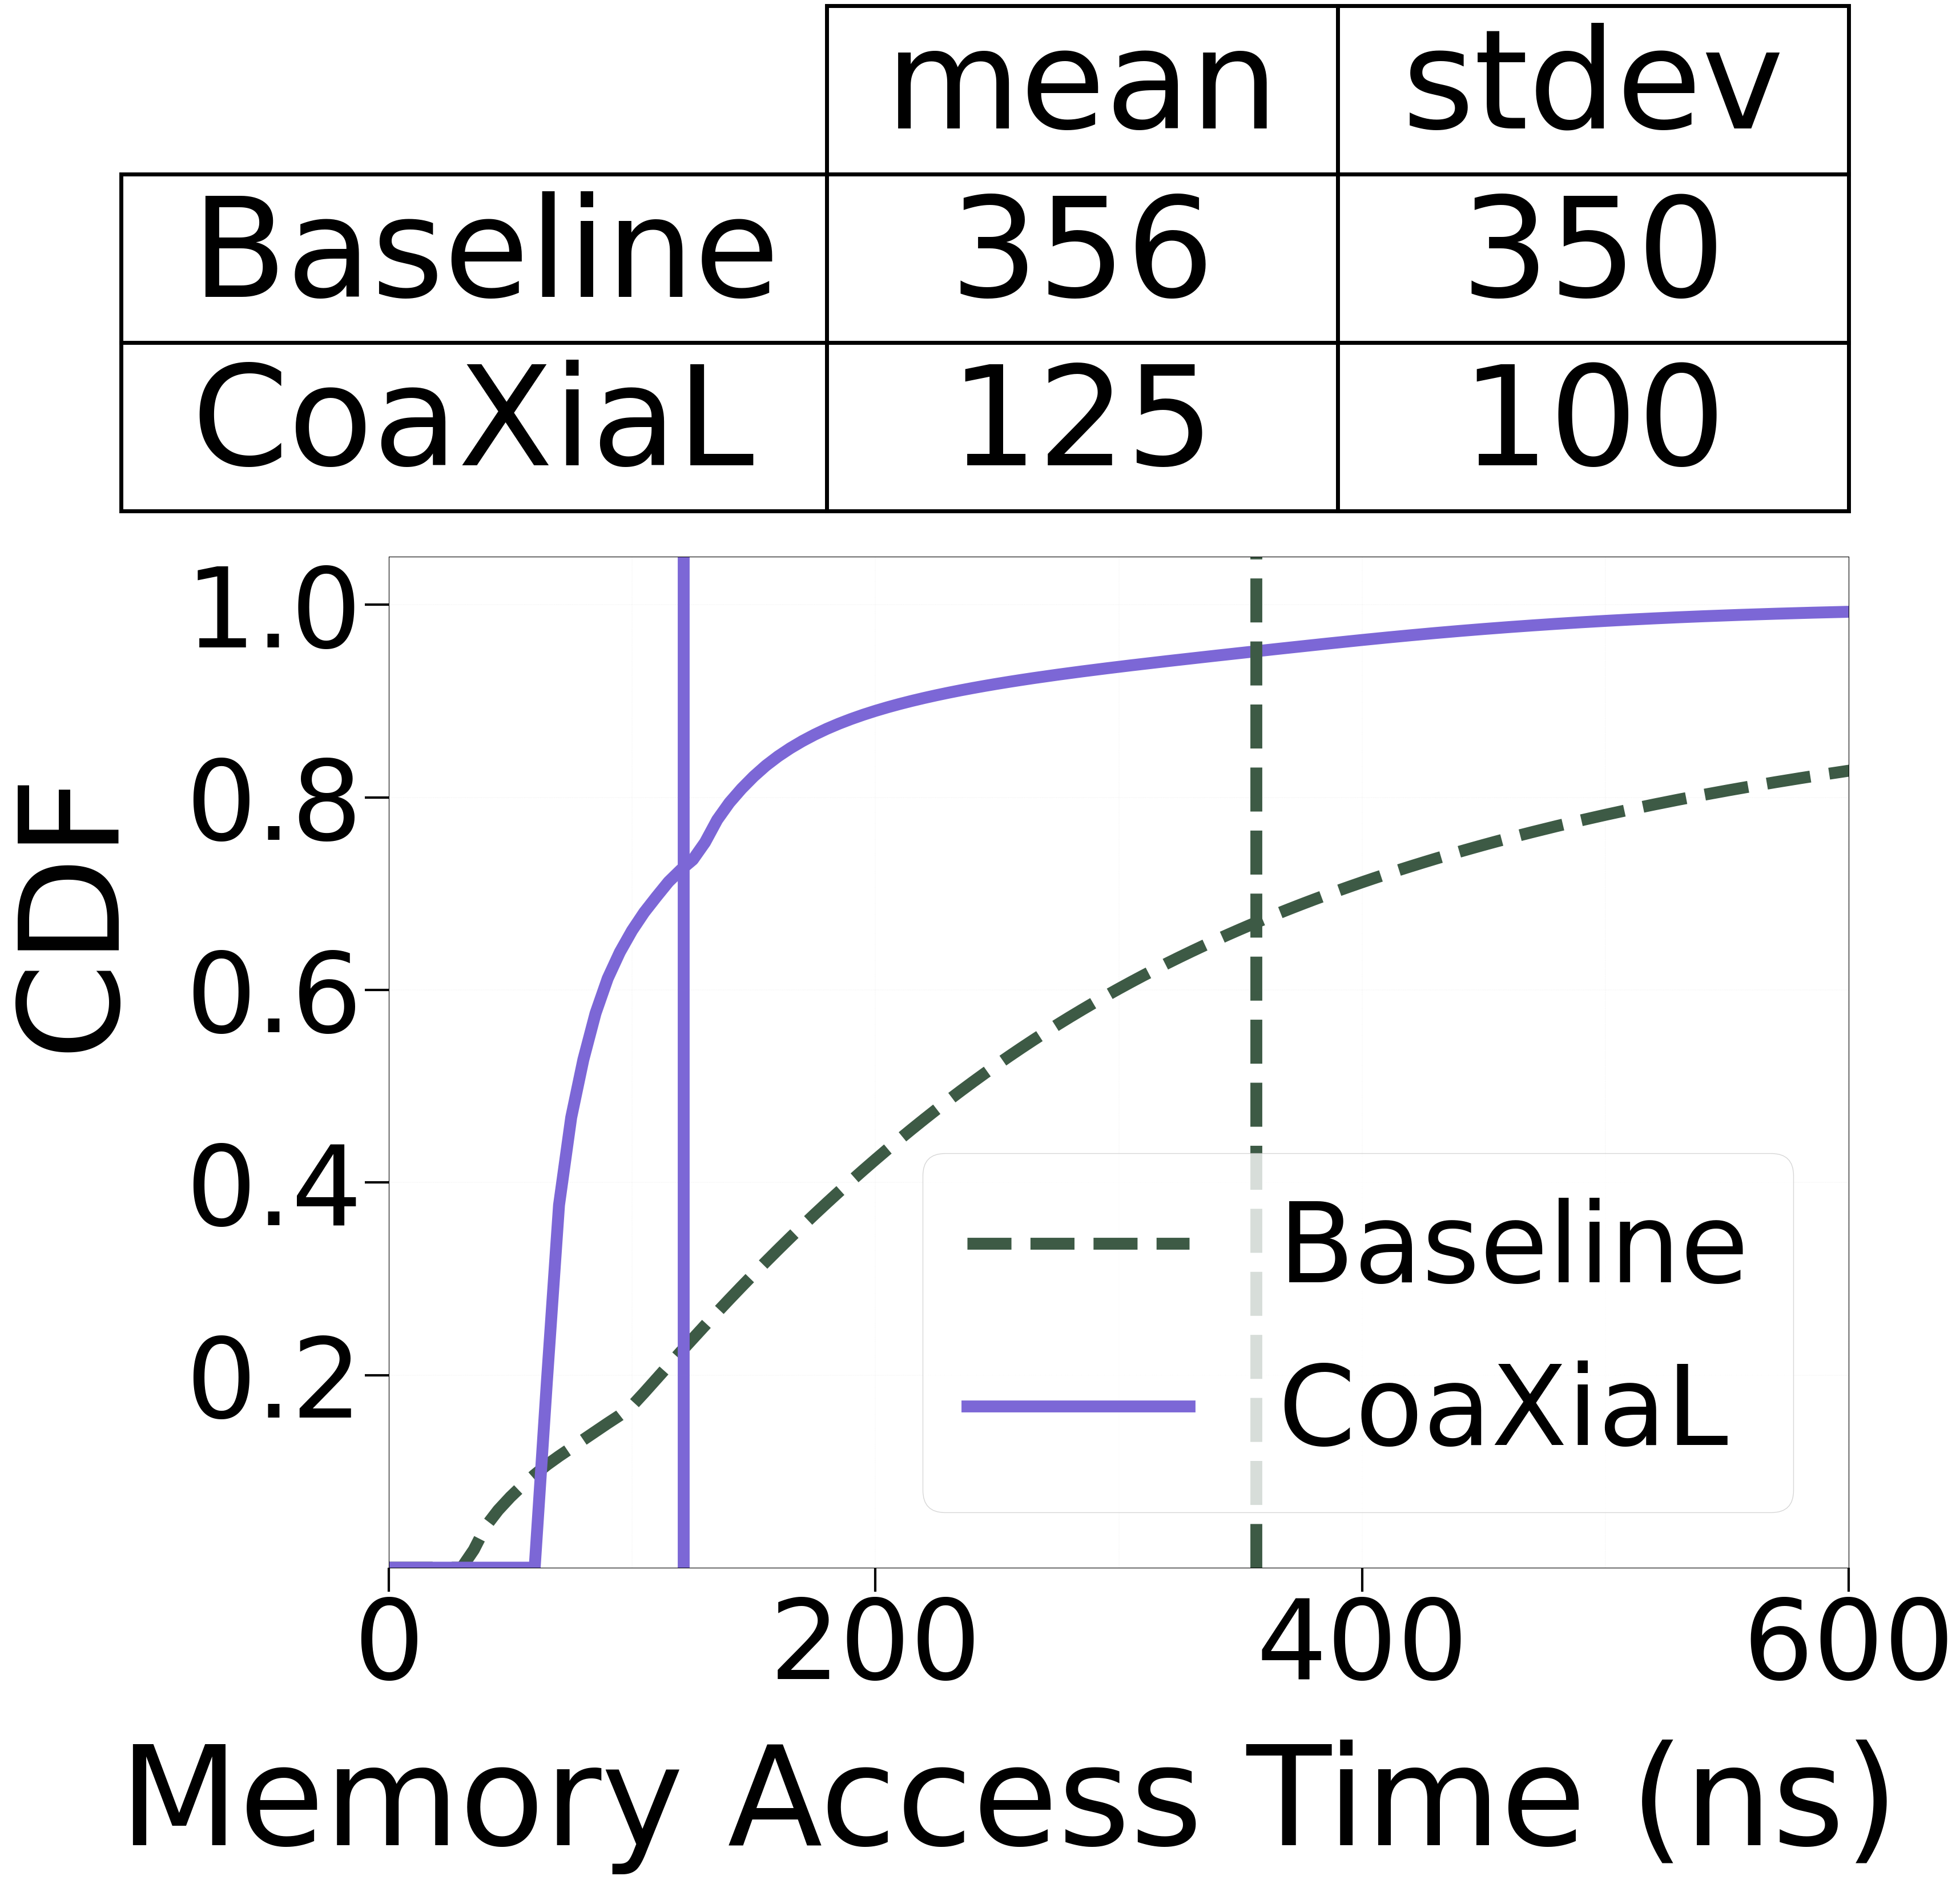 mean stdev
Baseline 356 350
CoaXiaL 125 100
1.0
0.8
0.6
0.4
0.2
CDF
Baseline
CoaXiaL
0 200 400 600
Memory Access Time (ns)